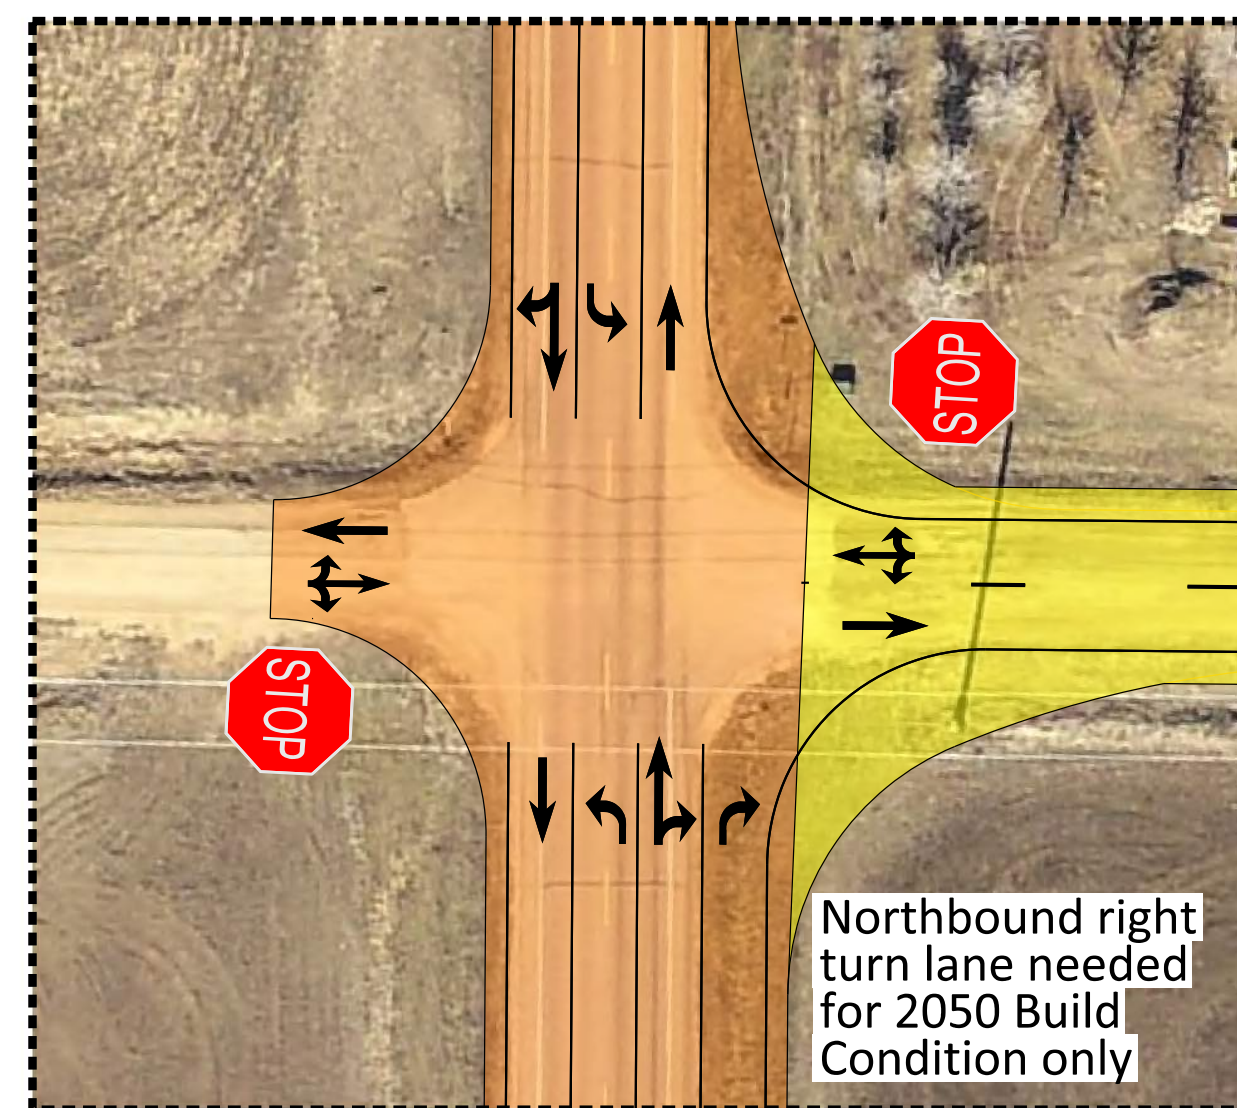 STOP
STOP
Northbound right
turn lane needed
for 2050 Build
Condition only